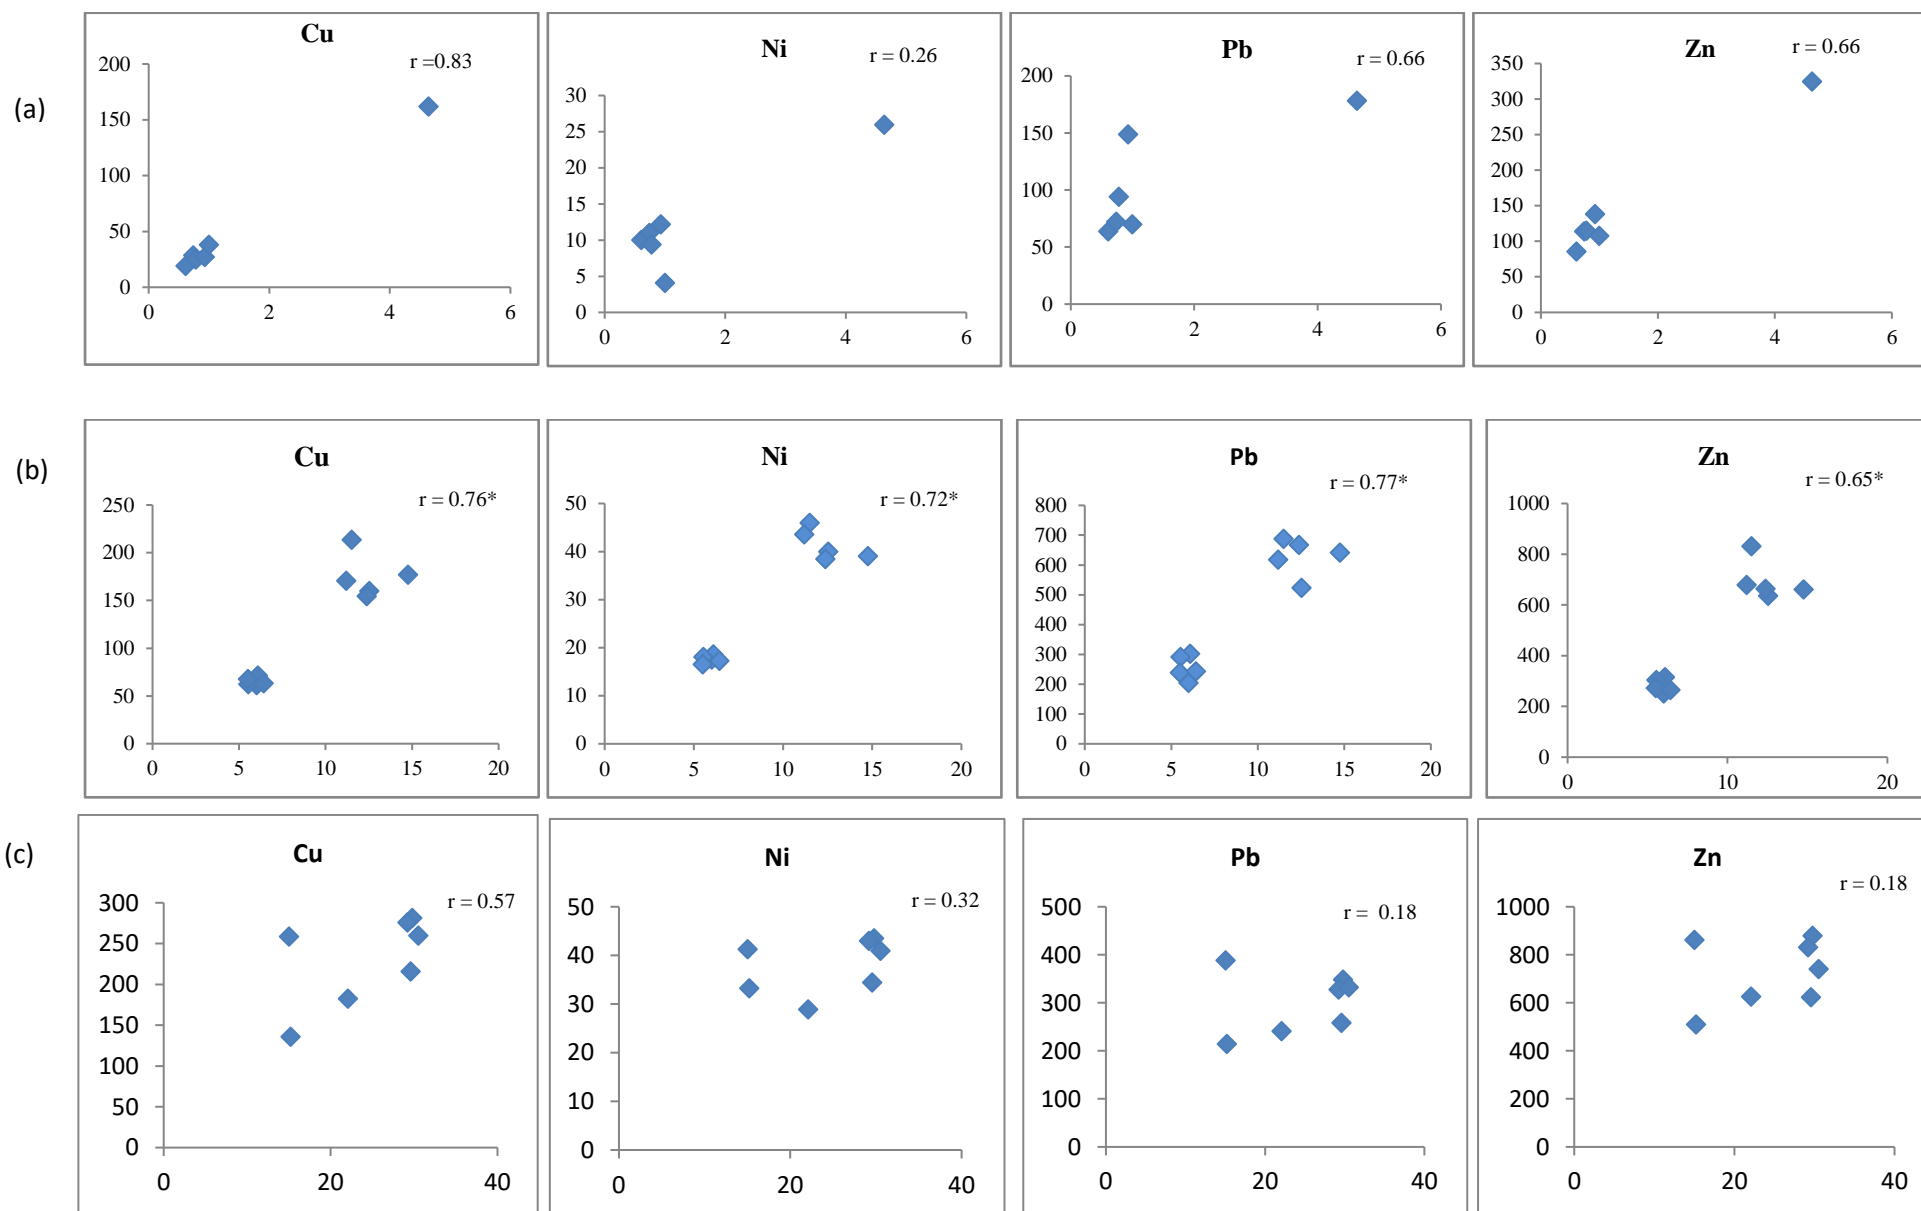 (a)
Cu
r =0.83
200
150
100
50
0
0 2 4 6
Ni
r = 0.26
30
25
20
15
10
5
0
0 2 4 6
Pb
r = 0.66
200
150
100
50
0
0 2 4 6
Zn
r = 0.66
350
300
250
200
150
100
50
0
0 2 4 6
(b)
Cu
r = 0.76*
250
200
150
100
50
0
0 5 10 15 20
Ni
r = 0.72*
50
40
30
20
10
0
0 5 10 15 20
Pb
r = 0.77*
800
700
600
500
400
300
200
100
0
0 5 10 15 20
Zn
r = 0.65*
1000
800
600
400
200
0
0 10 20
(c)
Cu
r = 0.57
300
250
200
150
100
50
0
0 20 40
Ni
r = 0.32
50
40
30
20
10
0
0 20 40
Pb
r = 0.18
500
400
300
200
100
0
0 20 40
Zn
r = 0.18
1000
800
600
400
200
0
0 20 40